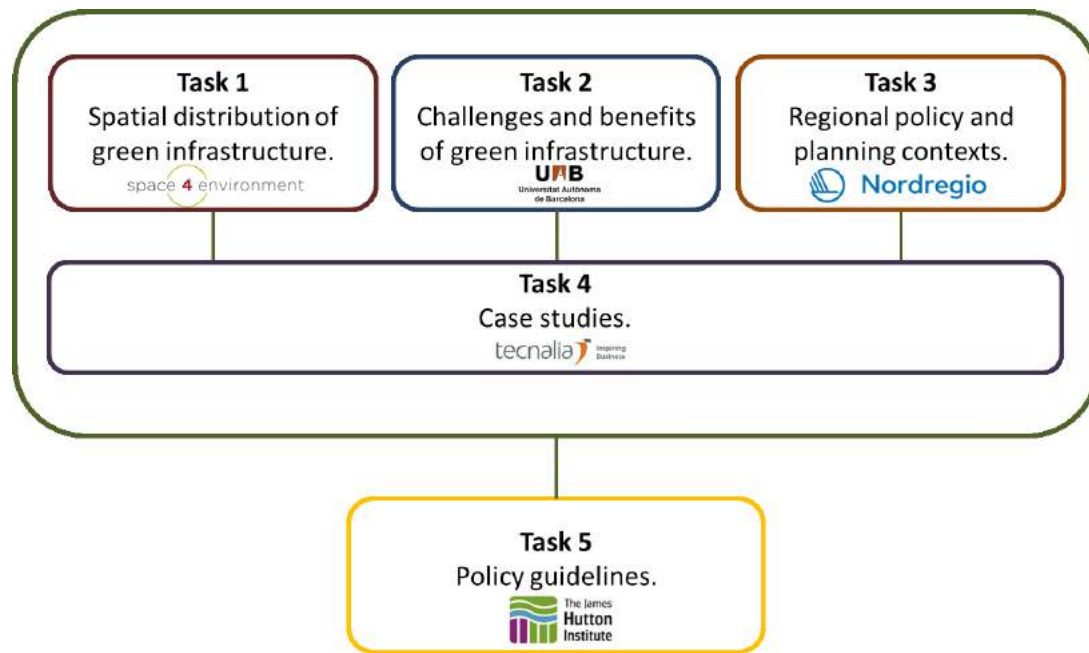 Task 1
Spatial distribution of
green infrastructure.
space 4 environment
Task 2
Challenges and benefits
of green infrastructure.
UAB
Universitat Autònoma
de Barcelona
Task 3
Regional policy and
planning contexts.
Nordregio
Task 4
Case studies.
tecnalia Inspiring
Business
Task 5
Policy guidelines.
The James
Hutton
Institute